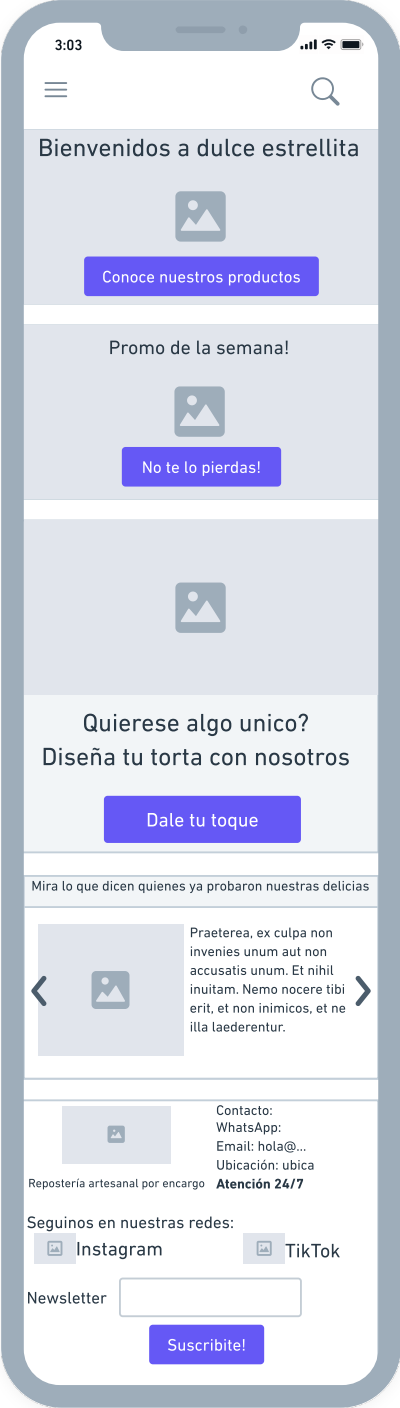 3:03
Bienvenidos a dulce estrellita
Conoce nuestros productos
Promo de la semana!
No te lo pierdas!
Quierese algo unico?
Diseña tu torta con nosotros
Dale tu toque
Mira lo que dicen quienes ya probaron nuestras delicias
Praeterea, ex culpa non
invenies unum aut non
accusatis unum. Et nihil
inuitam. Nemo nocere tibi
erit, et non inimicos, et ne
illa laederentur.
Repostería artesanal por encargo
Contacto:
WhatsApp:
Email: hola@...
Ubicación: ubica
Atención 24/7
Seguinos en nuestras redes:
Instagram
TikTok
Newsletter
Suscribite!